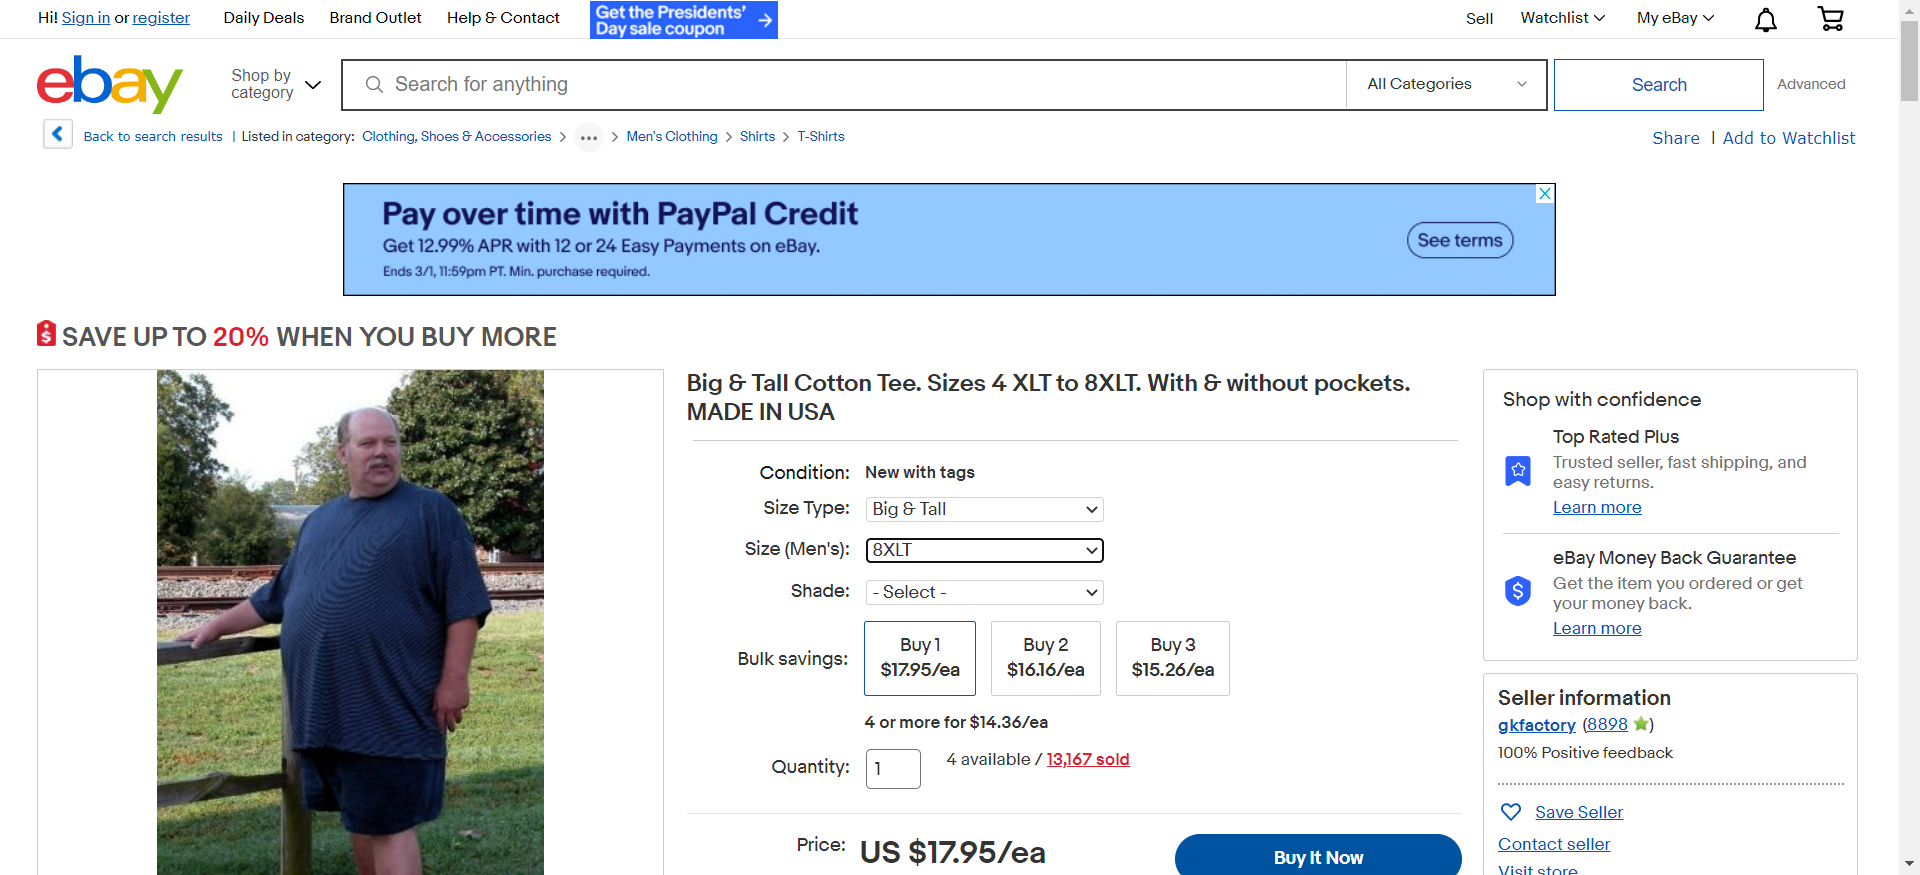 Hi! Sign in or register
Daily Deals
Brand Outlet
Help & Contact
Get the Presidents'
Day sale coupon
Sell
Watchlist
My eBay
ebay
Shop by
category
Search for anything
All Categories
Search
Advanced
Back to search results | Listed in category: Clothing, Shoes & Accessories > ... > Men's Clothing > Shirts > T-Shirts
Share | Add to Watchlist
Pay over time with PayPal Credit
Get 12.99% APR with 12 or 24 Easy Payments on eBay.
Ends 3/1, 11:59pm PT. Min. purchase required.
See terms
SAVE UP TO 20% WHEN YOU BUY MORE
Big & Tall Cotton Tee. Sizes 4 XLT to 8XLT. With & without pockets.
MADE IN USA
Condition: New with tags
Size Type: Big & Tall
Size (Men's): 8XLT
Shade: - Select -
Bulk savings:
Buy 1
$17.95/ea
Buy 2
$16.16/ea
Buy 3
$15.26/ea
4 or more for $14.36/ea
Quantity: 1
4 available / 13,167 sold
Price: US $17.95/ea
Buy It Now
Shop with confidence
Top Rated Plus
Trusted seller, fast shipping, and
easy returns.
Learn more
eBay Money Back Guarantee
Get the item you ordered or get
your money back.
Learn more
Seller information
gkfactory (8898)
100% Positive feedback
Save Seller
Contact seller
Visit store